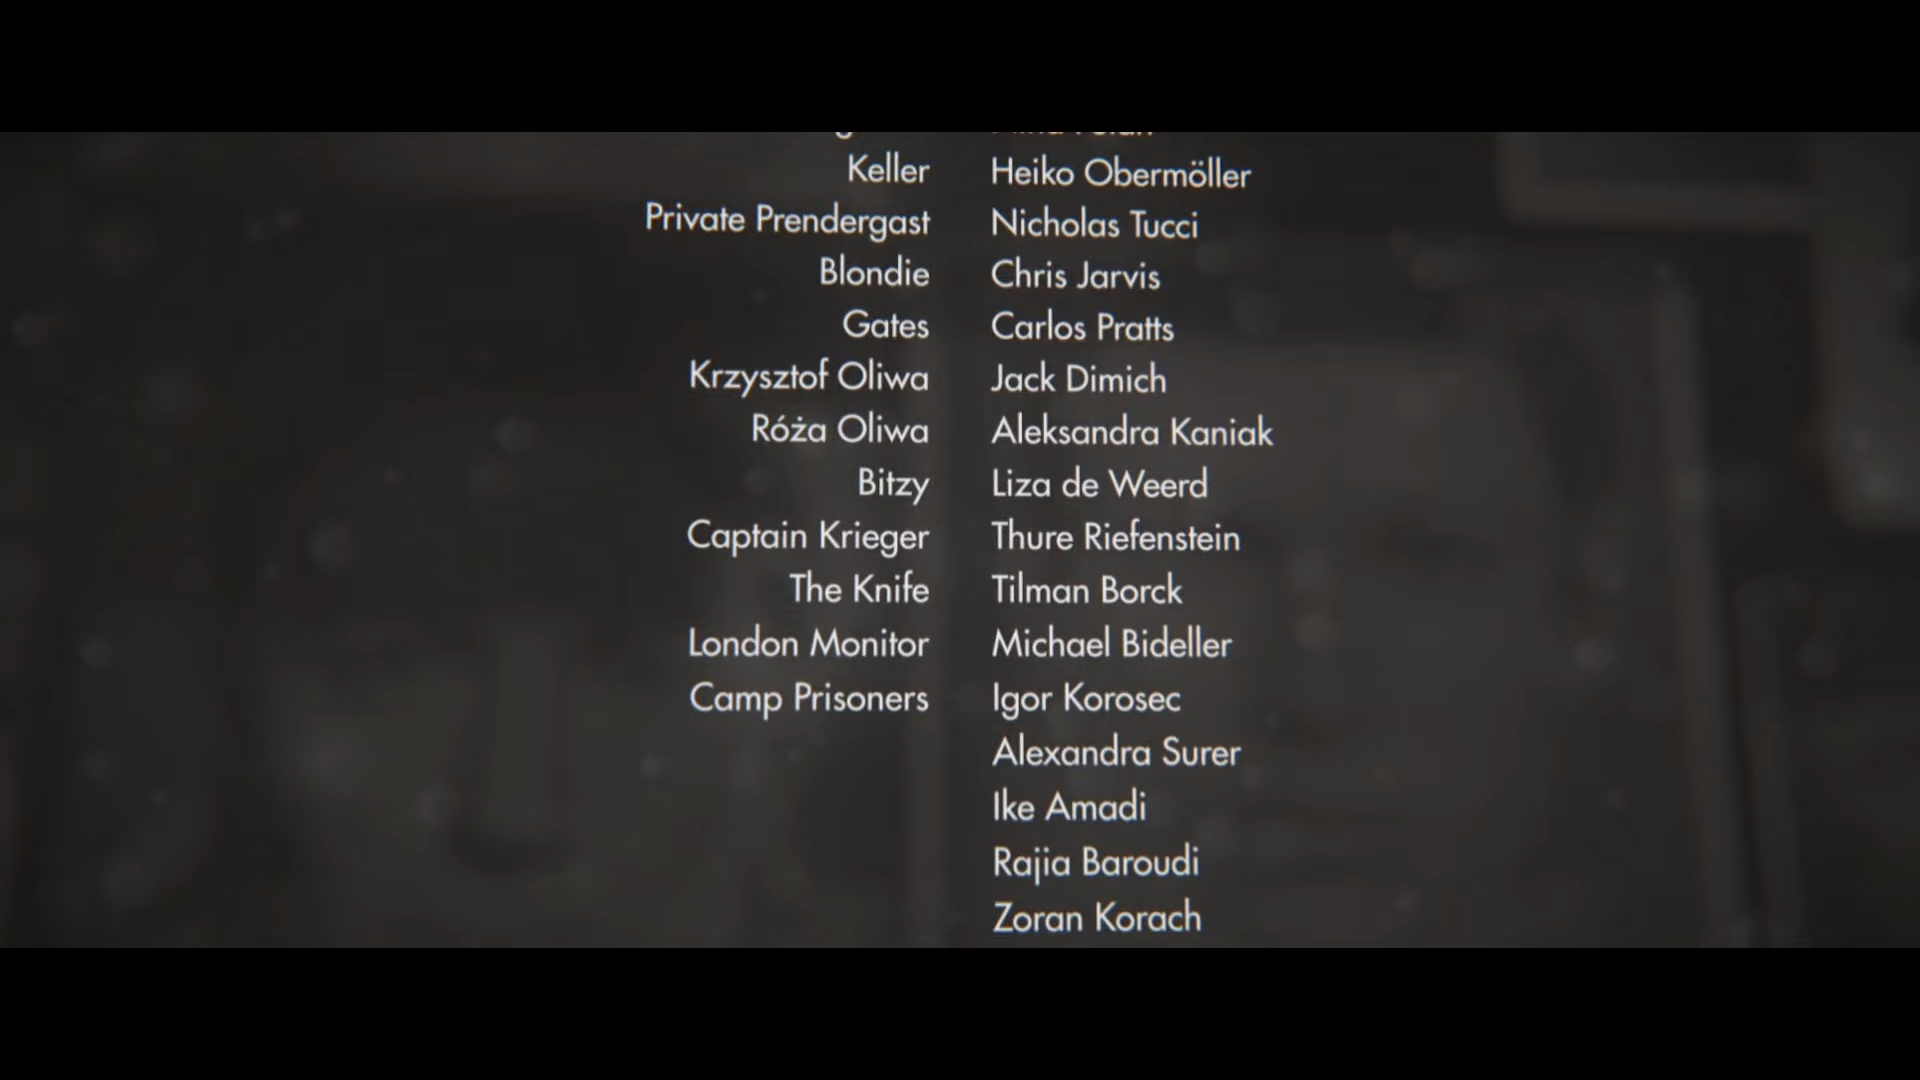 Keller Heiko Obermöller
Private Prendergast Nicholas Tucci
Blondie Chris Jarvis
Gates Carlos Pratts
Krzysztof Oliwa Jack Dimich
Róża Oliwa Aleksandra Kaniak
Bitzy Liza de Weerd
Captain Krieger Thure Riefenstein
The Knife Tilman Borck
London Monitor Michael Bideller
Camp Prisoners Igor Korosec
Alexandra Surer
Ike Amadi
Rajia Baroudi
Zoran Korach